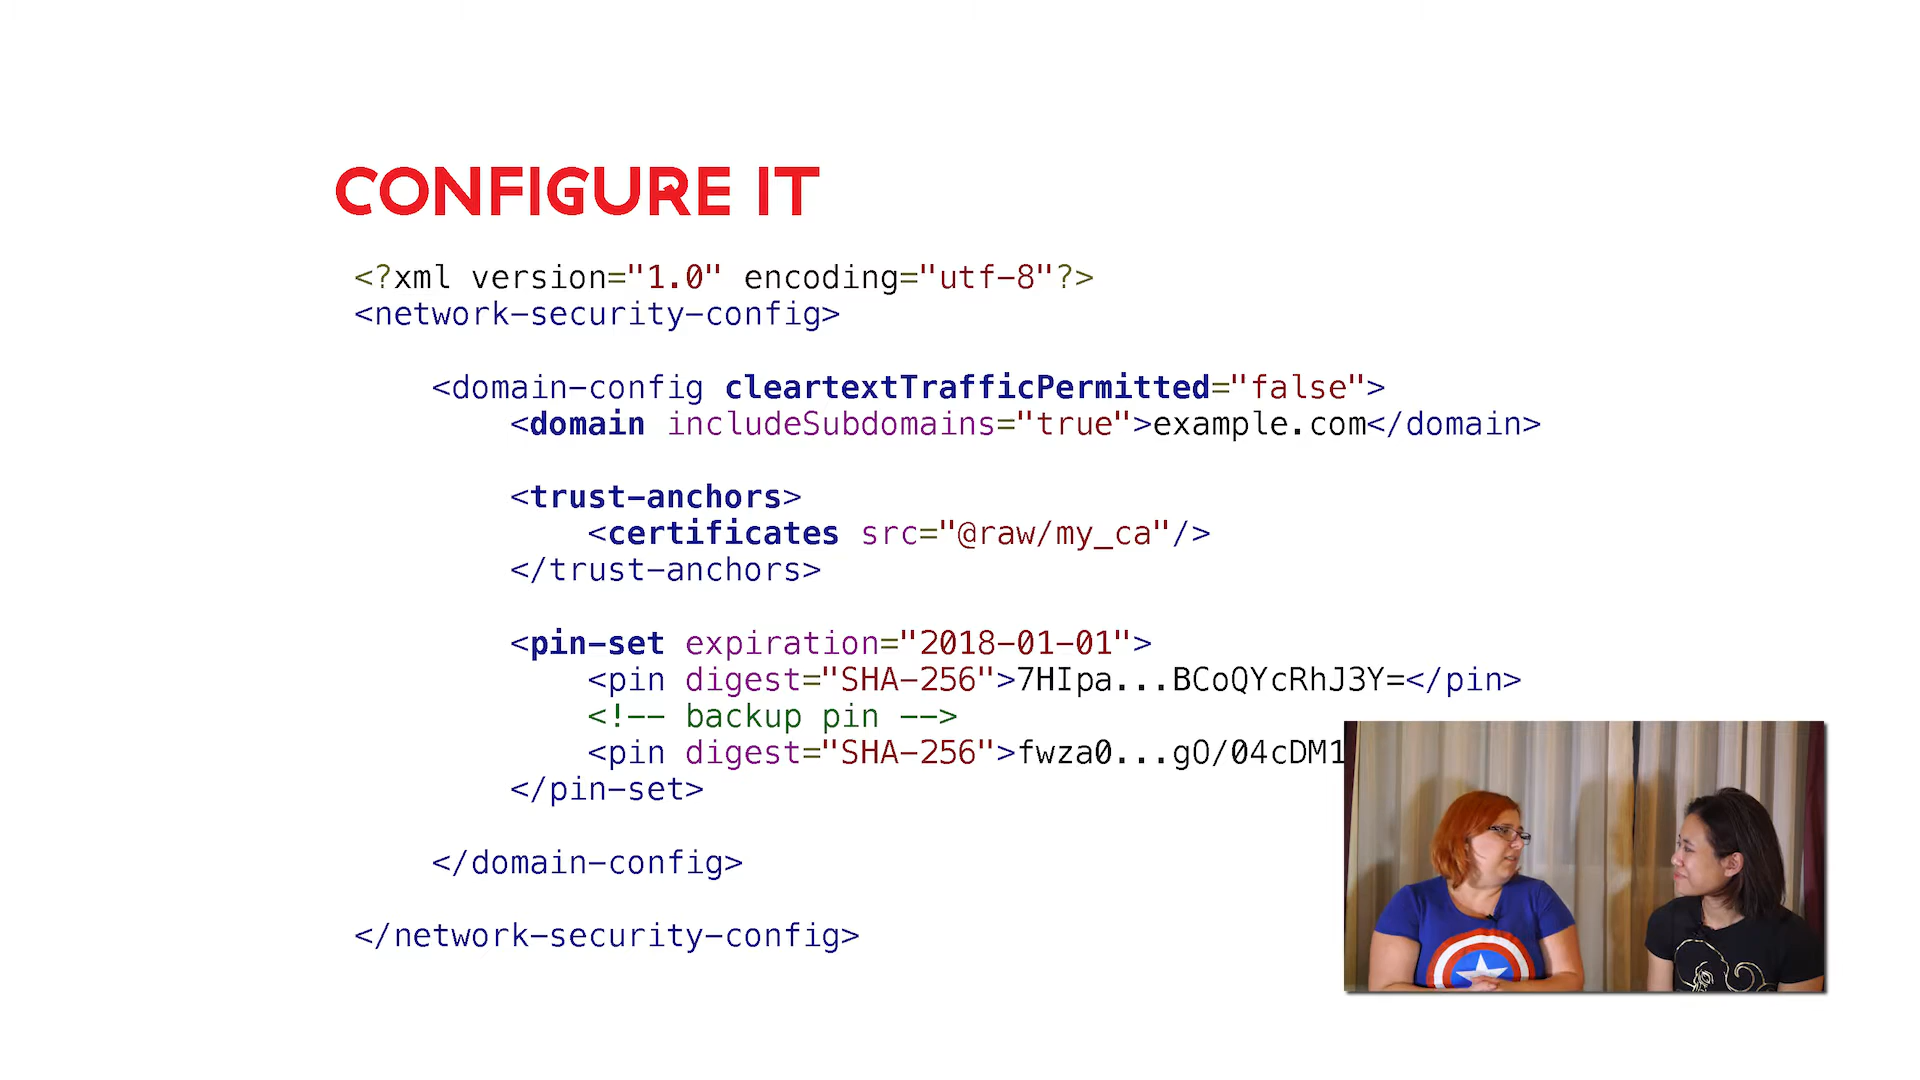 CONFIGURE IT
<?xml version="1.0" encoding="utf-8"?>
<network-security-config>
<domain-config cleartextTrafficPermitted="false">
<domain includeSubdomains="true">example.com</domain>
<trust-anchors>
<certificates src="@raw/my_ca"/>
</trust-anchors>
<pin-set expiration="2018-01-01">
<pin digest="SHA-256">7HIpa...BCoQYcRhJ3Y=</pin>
<!-- backup pin -->
<pin digest="SHA-256">fwza0...gO/04cDM1
</pin-set>
</domain-config>
</network-security-config>